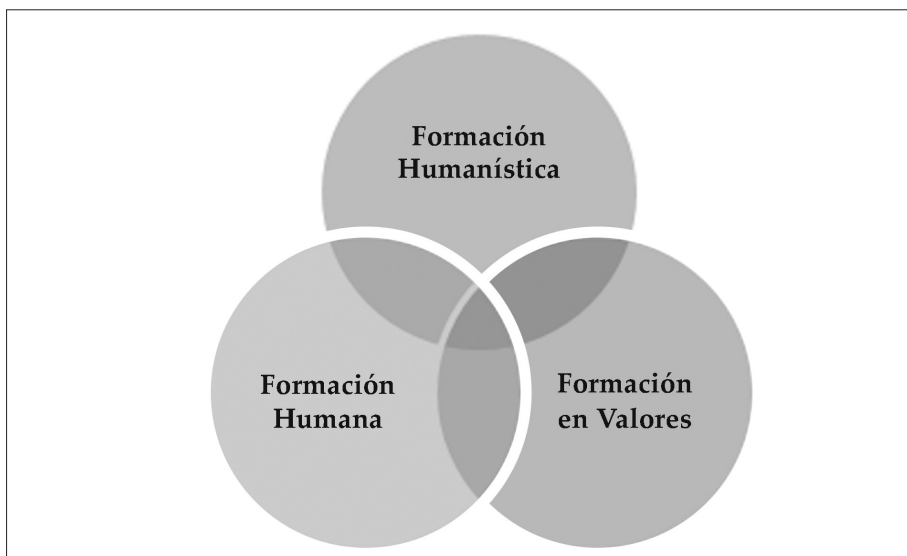 Formación
Humanística
Formación
Humana
Formación
en Valores